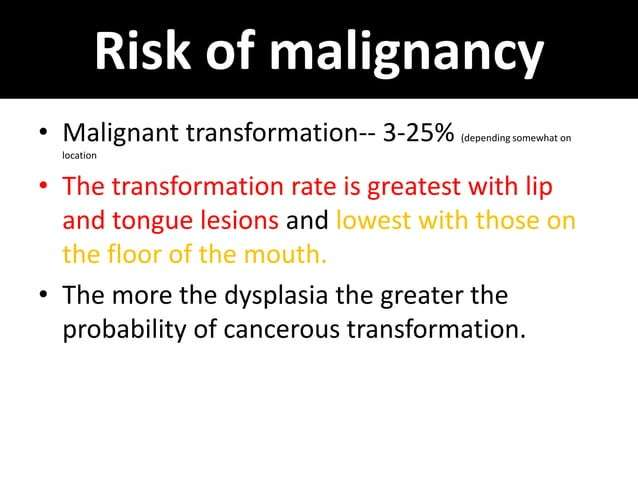 Risk of malignancy
• Malignant transformation-- 3-25% (depending somewhat on
location
• The transformation rate is greatest with lip
and tongue lesions and lowest with those on
the floor of the mouth.
• The more the dysplasia the greater the
probability of cancerous transformation.